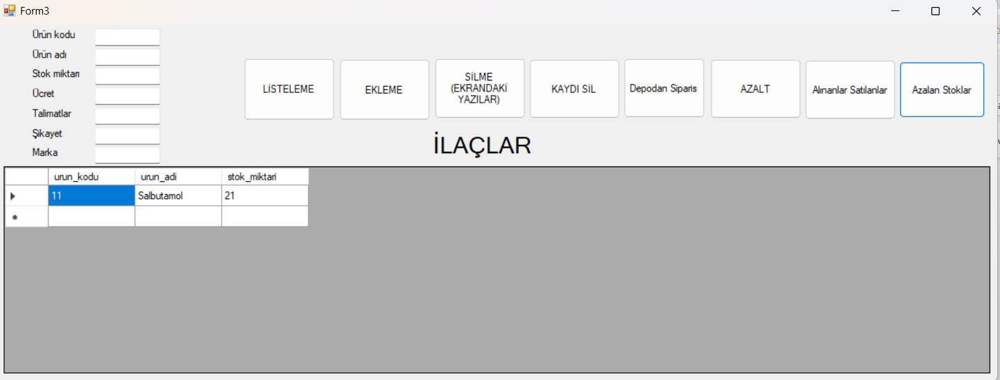 Form3
Ürün kodu
Ürün adı
Stok miktarı
Ücret
Talimatlar
Şikayet
Marka
LİSTELEME
EKLEME
SİLME
(EKRANDAKİ
YAZILAR)
KAYDI SİL
Depodan Siparis
AZALT
Alınanlar Satılanlar
Azalan Stoklar
İLAÇLAR
urun_kodu urun_adi stok_miktari
11 Salbutamol 21